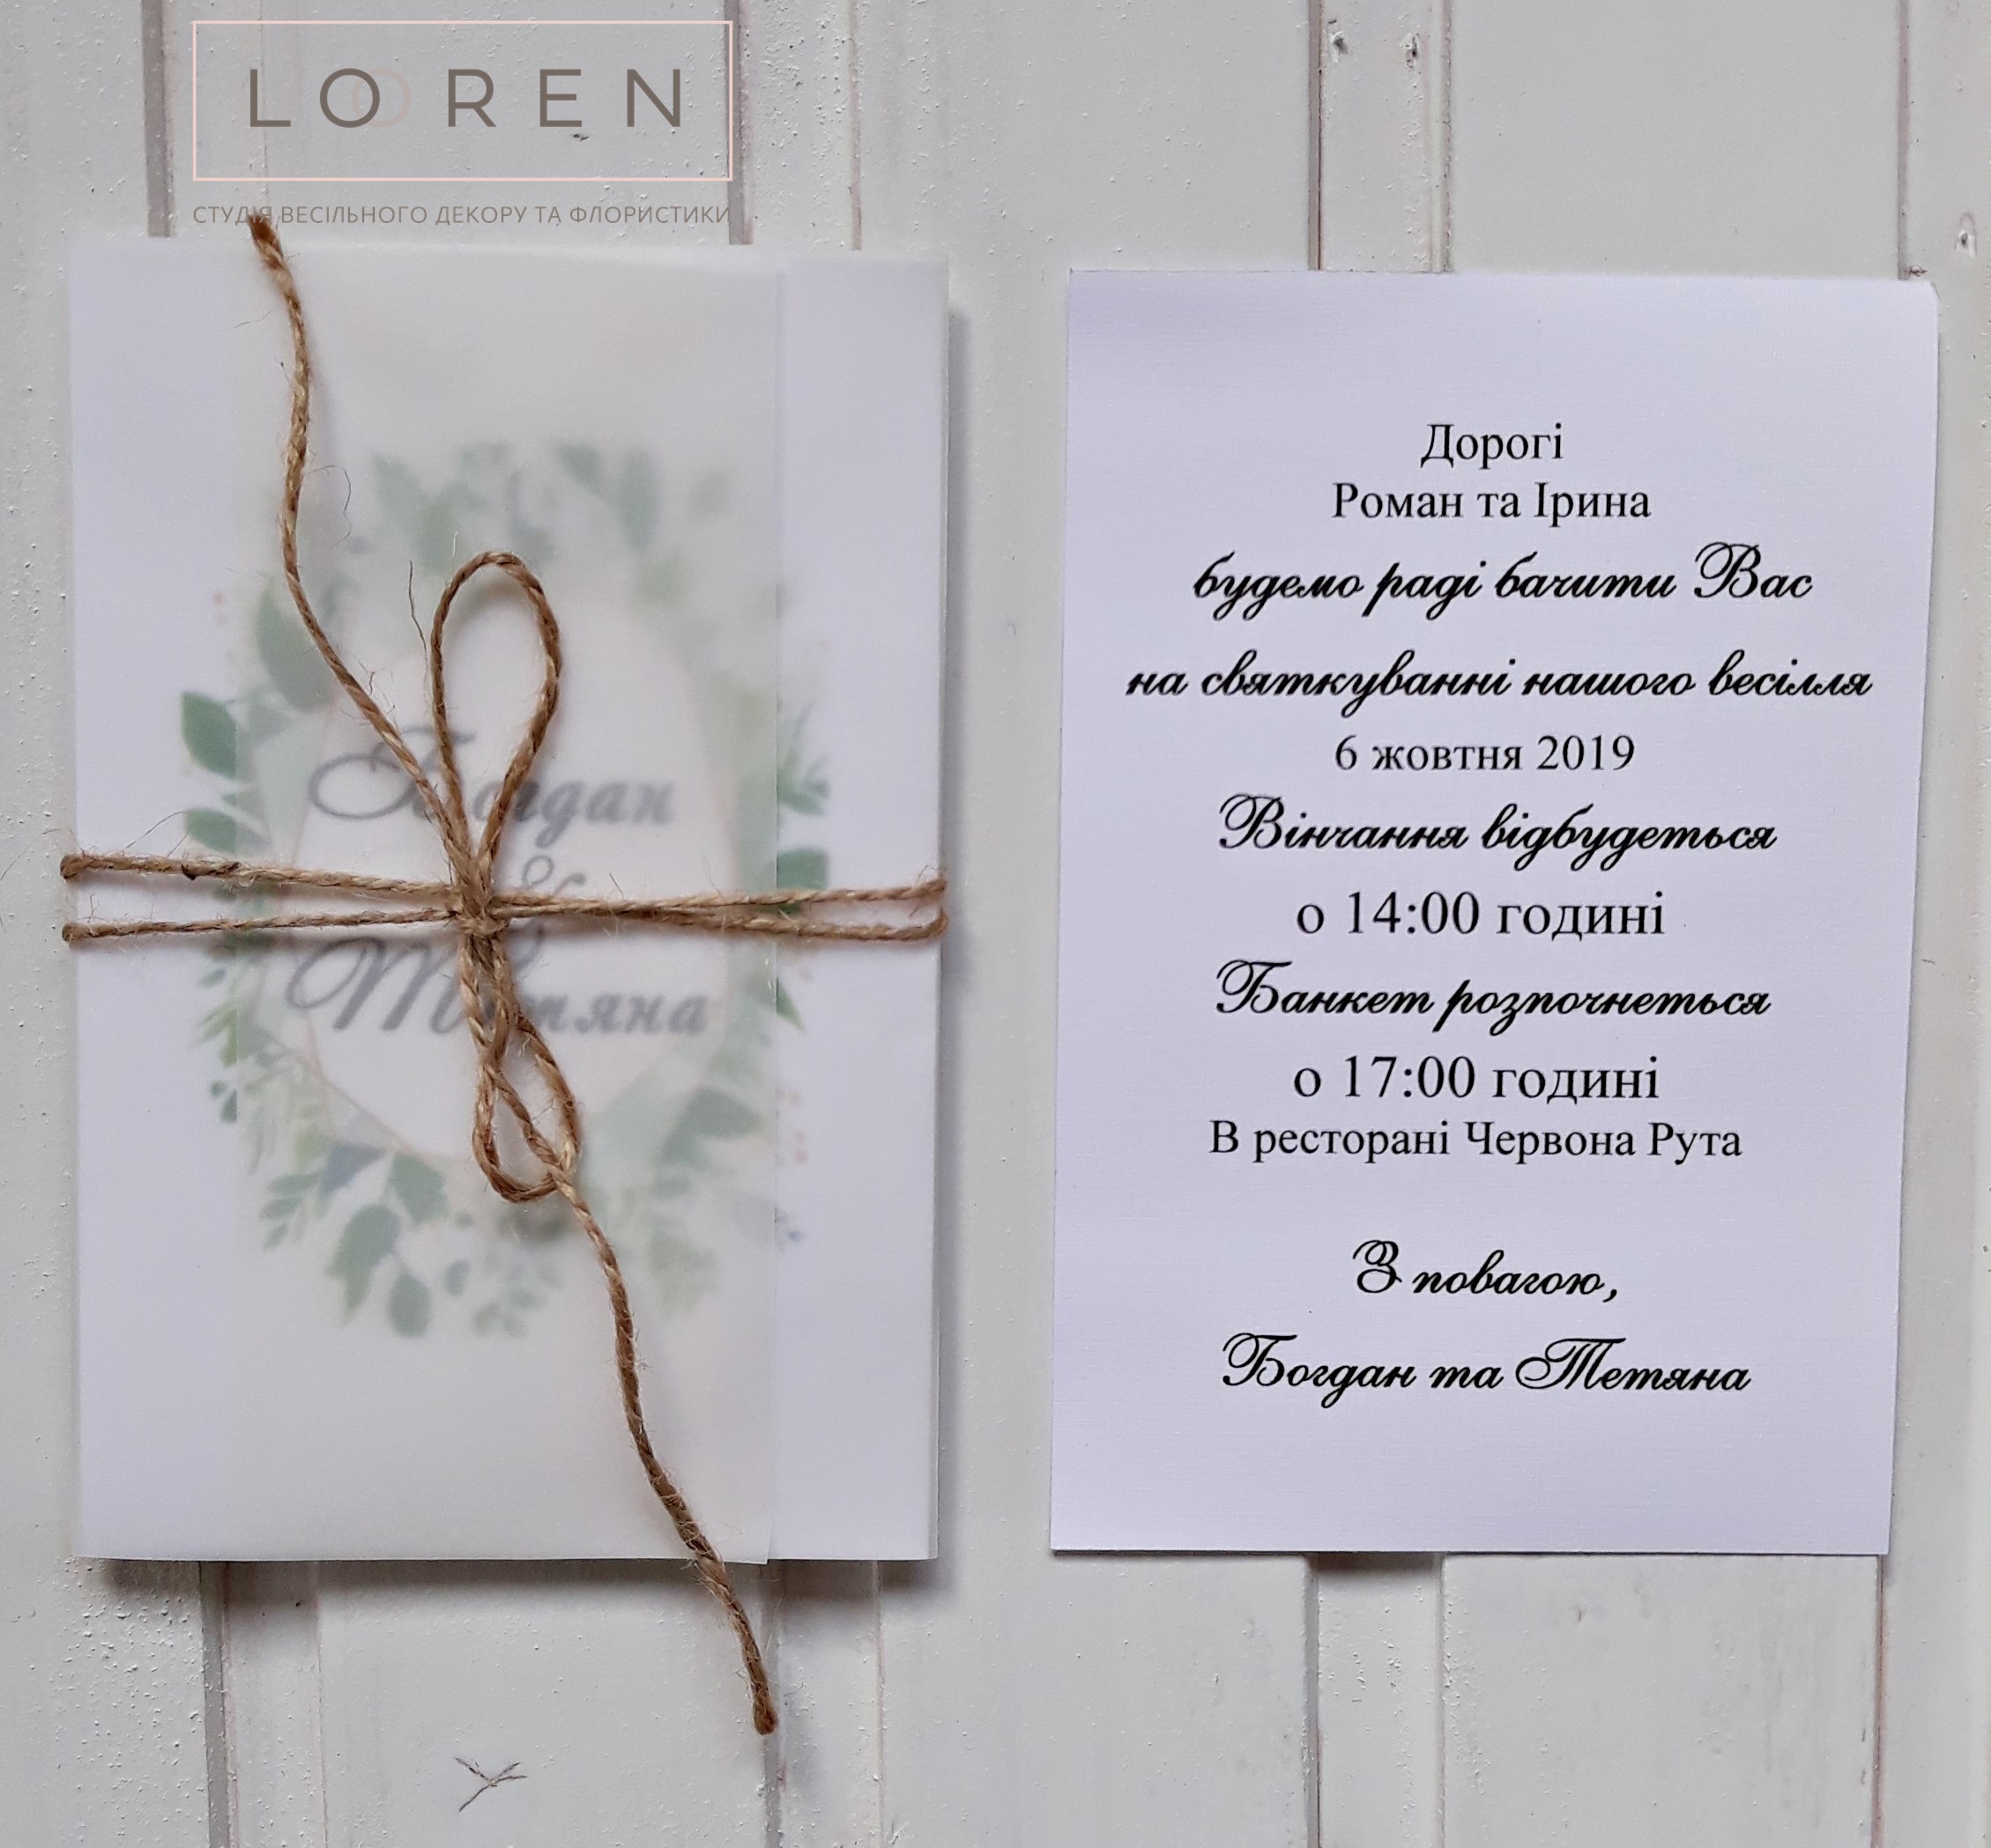 LOREN
СТУДІЯ ВЕСІЛЬНОГО ДЕКОРУ ТА ФЛОРИСТИКИ
Богдан
&
Тетяна
Дорогі
Роман та Ірина
будемо раді бачити Вас
на святкуванні нашого весілля
6 жовтня 2019
Вінчання відбудеться
о 14:00 годині
Банкет розпочнеться
о 17:00 годині
В ресторані Червона Рута
З повагою,
Богдан та Тетяна